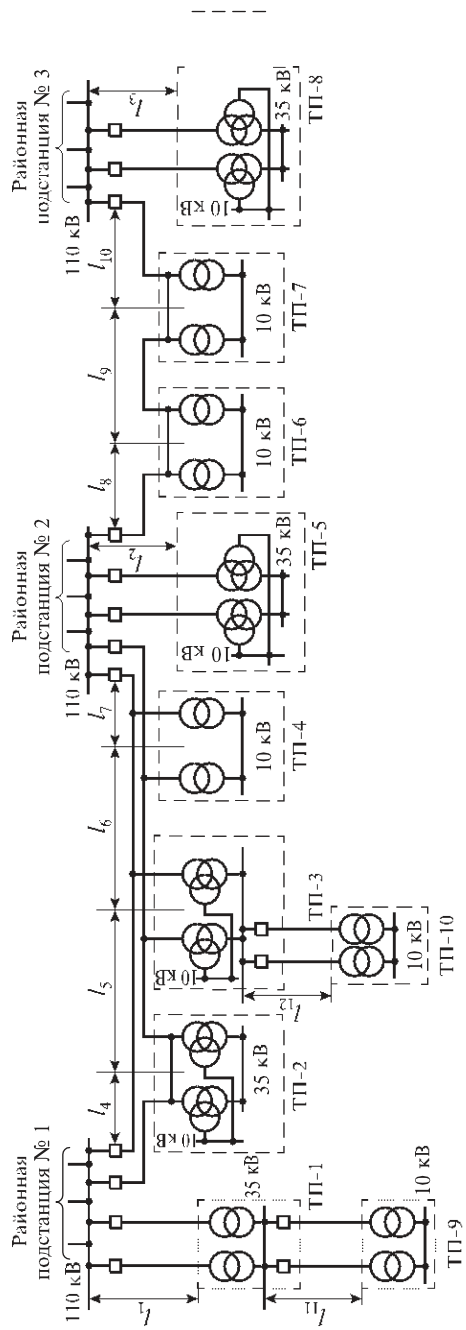 Районная
подстанция № 1
110 кВ
l₁
35 кВ
ТП-1
l₁₁
10 кВ
ТП-9
l₄
10 кВ
35 кВ
ТП-2
l₅
10 кВ
ТП-3
l₁₂
10 кВ
ТП-10
l₆
10 кВ
ТП-4
l₇
Районная
подстанция № 2
110 кВ
l₂
10 кВ
35 кВ
ТП-5
l₈
10 кВ
ТП-6
l₉
10 кВ
ТП-7
l₁₀
Районная
подстанция № 3
110 кВ
l₃
10 кВ
35 кВ
ТП-8